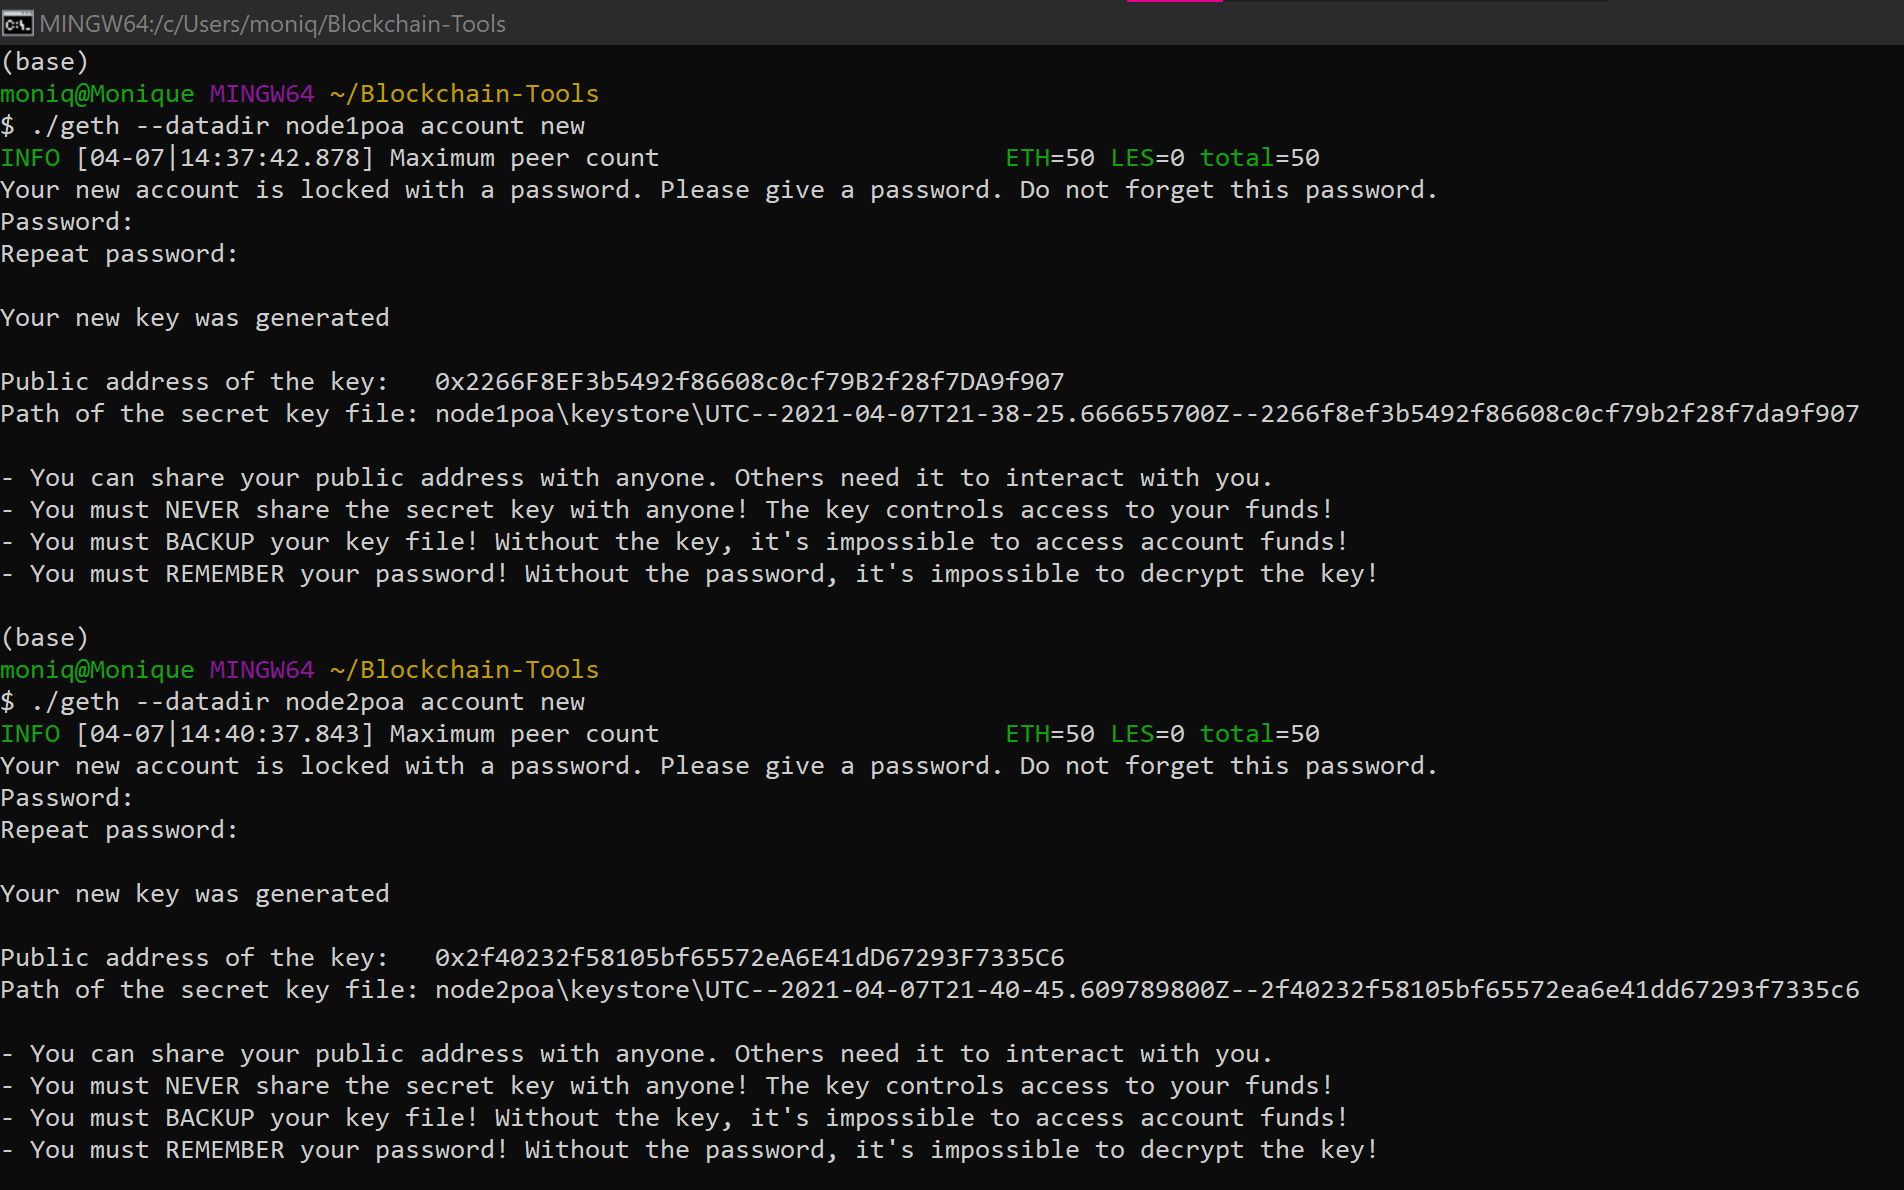 MINGW64:/c/Users/moniq/Blockchain-Tools
(base)
moniq@Monique MINGW64 ~/Blockchain-Tools
$ ./geth --datadir node1poa account new
INFO [04-07|14:37:42.878] Maximum peer count                       ETH=50 LES=0 total=50
Your new account is locked with a password. Please give a password. Do not forget this password.
Password:
Repeat password:
Your new key was generated
Public address of the key:   0x2266F8EF3b5492f86608c0cf79B2f28f7DA9f907
Path of the secret key file: node1poa\keystore\UTC--2021-04-07T21-38-25.666655700Z--2266f8ef3b5492f86608c0cf79b2f28f7da9f907
- You can share your public address with anyone. Others need it to interact with you.
- You must NEVER share the secret key with anyone! The key controls access to your funds!
- You must BACKUP your key file! Without the key, it's impossible to access account funds!
- You must REMEMBER your password! Without the password, it's impossible to decrypt the key!
(base)
moniq@Monique MINGW64 ~/Blockchain-Tools
$ ./geth --datadir node2poa account new
INFO [04-07|14:40:37.843] Maximum peer count                       ETH=50 LES=0 total=50
Your new account is locked with a password. Please give a password. Do not forget this password.
Password:
Repeat password:
Your new key was generated
Public address of the key:   0x2f40232f58105bf65572eA6E41dD67293F7335C6
Path of the secret key file: node2poa\keystore\UTC--2021-04-07T21-40-45.609789800Z--2f40232f58105bf65572ea6e41dd67293f7335c6
- You can share your public address with anyone. Others need it to interact with you.
- You must NEVER share the secret key with anyone! The key controls access to your funds!
- You must BACKUP your key file! Without the key, it's impossible to access account funds!
- You must REMEMBER your password! Without the password, it's impossible to decrypt the key!